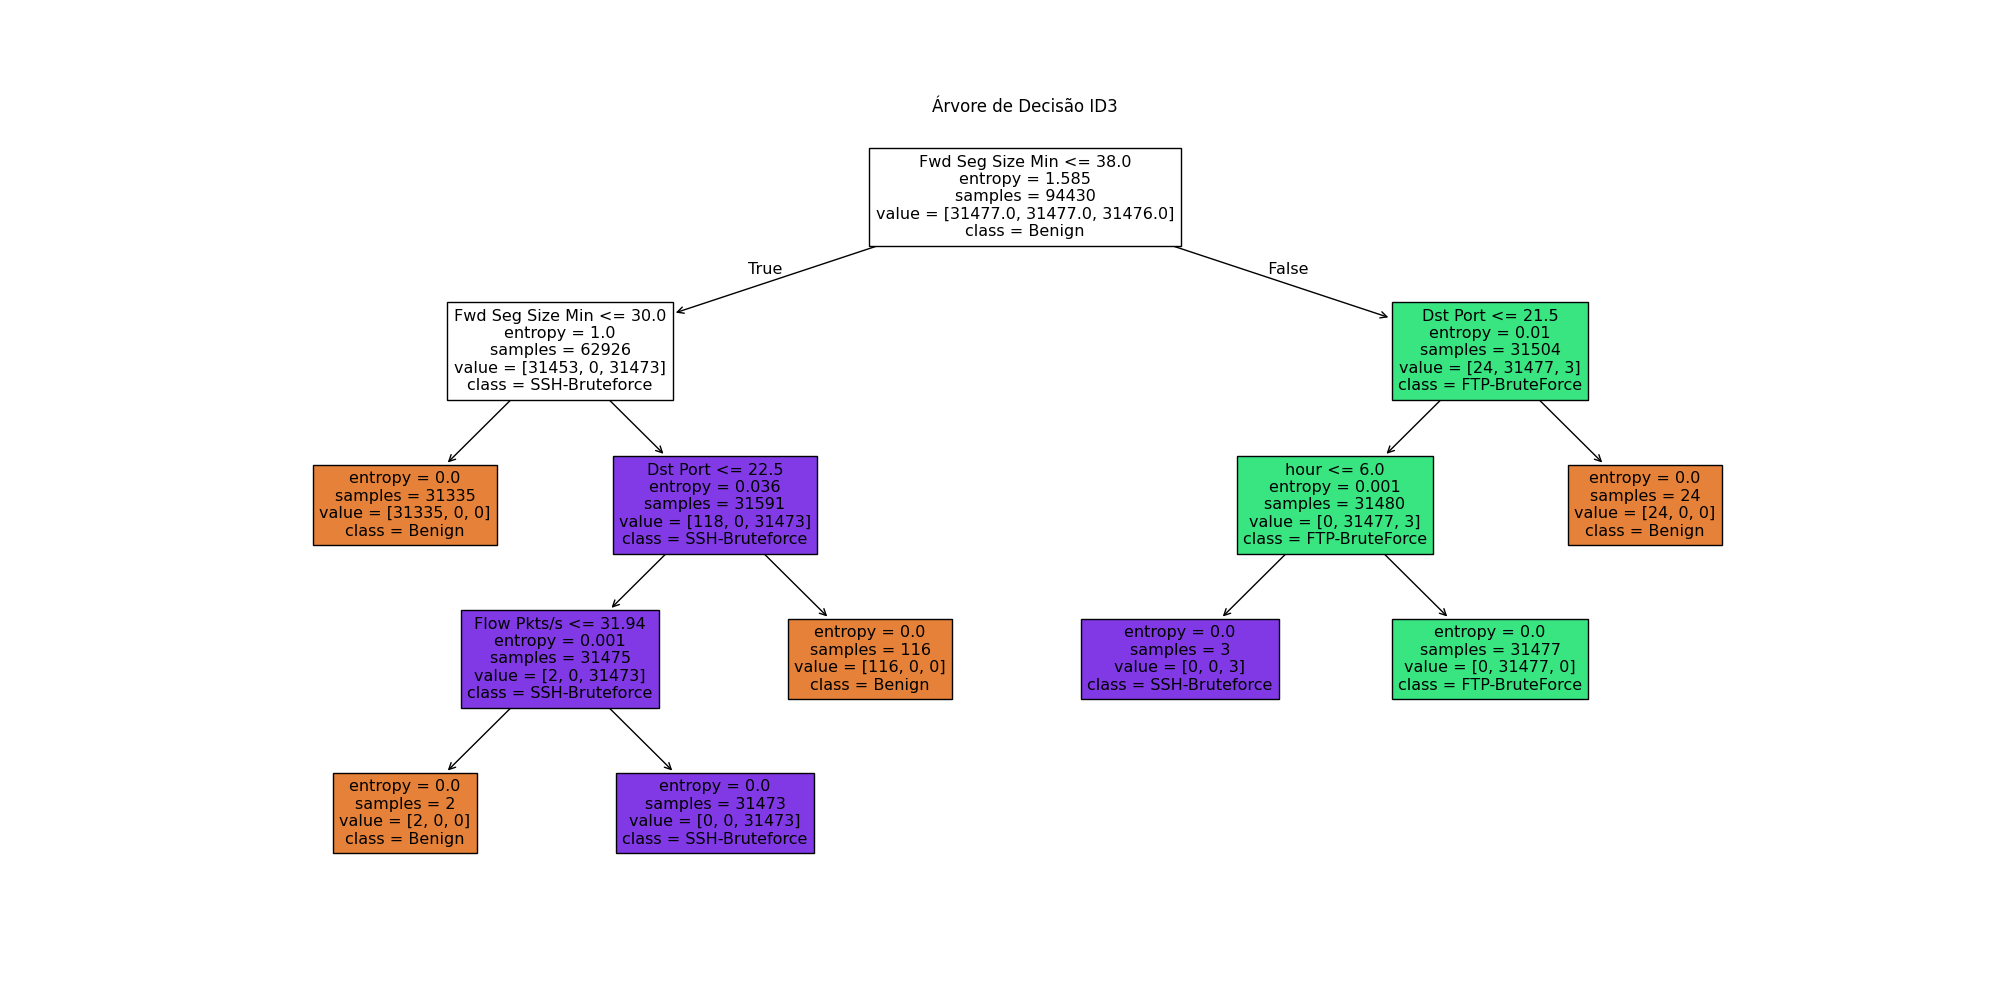 Árvore de Decisão ID3
Fwd Seg Size Min <= 38.0
entropy = 1.585
samples = 94430
value = [31477.0, 31477.0, 31476.0]
class = Benign
True
False
Fwd Seg Size Min <= 30.0
entropy = 1.0
samples = 62926
value = [31453, 0, 31473]
class = SSH-Bruteforce
Dst Port <= 21.5
entropy = 0.01
samples = 31504
value = [24, 31477, 3]
class = FTP-BruteForce
entropy = 0.0
samples = 31335
value = [31335, 0, 0]
class = Benign
Dst Port <= 22.5
entropy = 0.036
samples = 31591
value = [118, 0, 31473]
class = SSH-Bruteforce
hour <= 6.0
entropy = 0.001
samples = 31480
value = [0, 31477, 3]
class = FTP-BruteForce
entropy = 0.0
samples = 24
value = [24, 0, 0]
class = Benign
Flow Pkts/s <= 31.94
entropy = 0.001
samples = 31475
value = [2, 0, 31473]
class = SSH-Bruteforce
entropy = 0.0
samples = 116
value = [116, 0, 0]
class = Benign
entropy = 0.0
samples = 3
value = [0, 0, 3]
class = SSH-Bruteforce
entropy = 0.0
samples = 31477
value = [0, 31477, 0]
class = FTP-BruteForce
entropy = 0.0
samples = 2
value = [2, 0, 0]
class = Benign
entropy = 0.0
samples = 31473
value = [0, 0, 31473]
class = SSH-Bruteforce